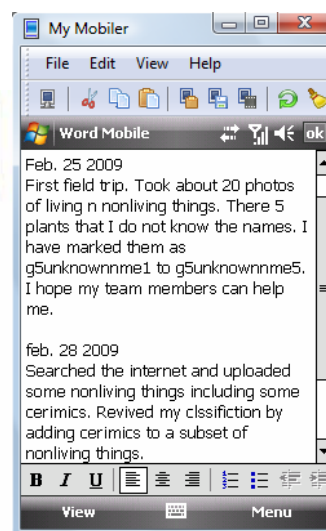 My Mobiler
File Edit View Help
Word Mobile ok
Feb. 25 2009
First field trip. Took about 20 photos
of living n nonliving things. There 5
plants that I do not know the names. I
have marked them as
g5unknownnme1 to g5unknownnme5.
I hope my team members can help
me.
feb. 28 2009
Searched the internet and uploaded
some nonliving things including some
cerimics. Revived my clssifiction by
adding cerimics to a subset of
nonliving things.
B I U
View Menu